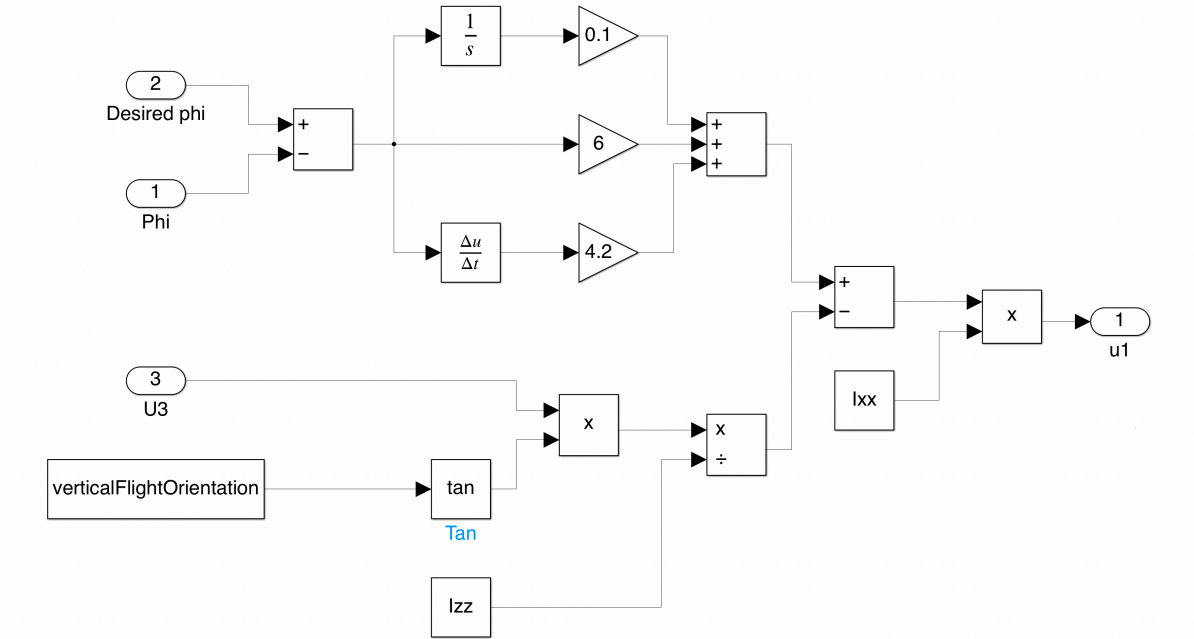 1
s
0.1
2
Desired phi
+
−
+
+
+
6
1
Phi
Δu
Δt
4.2
+
−
x
1
u1
3
U3
Ixx
x
x
÷
verticalFlightOrientation
tan
Tan
Izz